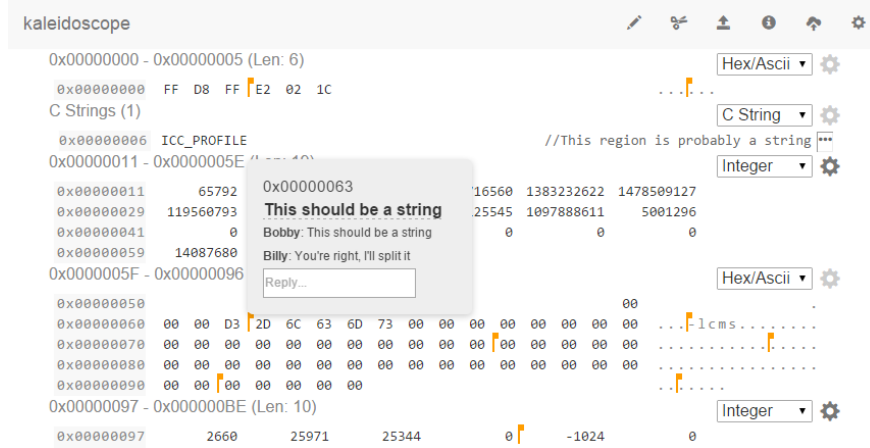 kaleidoscope
0x00000000 - 0x00000005 (Len: 6) Hex/Ascii
0x00000000 FF D8 FF E2 02 1C ......
C Strings (1) C String
0x00000006 ICC_PROFILE //This region is probably a string
0x00000011 - 0x0000005E Integer
0x00000011 65792 1383232622 1478509127
0x00000029 119560793 1097888611 5001296
0x00000041 0 0 0 0
0x00000059 14087680
0x00000063
This should be a string
Bobby: This should be a string
Billy: You're right, I'll split it
Reply...
0x0000005F - 0x00000096 Hex/Ascii
0x00000050 00 .
0x00000060 00 00 D3 2D 6C 63 6D 73 00 00 00 00 00 00 00 00 ...-lcms........
0x00000070 00 00 00 00 00 00 00 00 00 00 00 00 00 00 00 00 ................
0x00000080 00 00 00 00 00 00 00 00 00 00 00 00 00 00 00 00 ................
0x00000090 00 00 00 00 00 00 00 .......
0x00000097 - 0x000000BE (Len: 10) Integer
0x00000097 2660 25971 25344 0 -1024 0